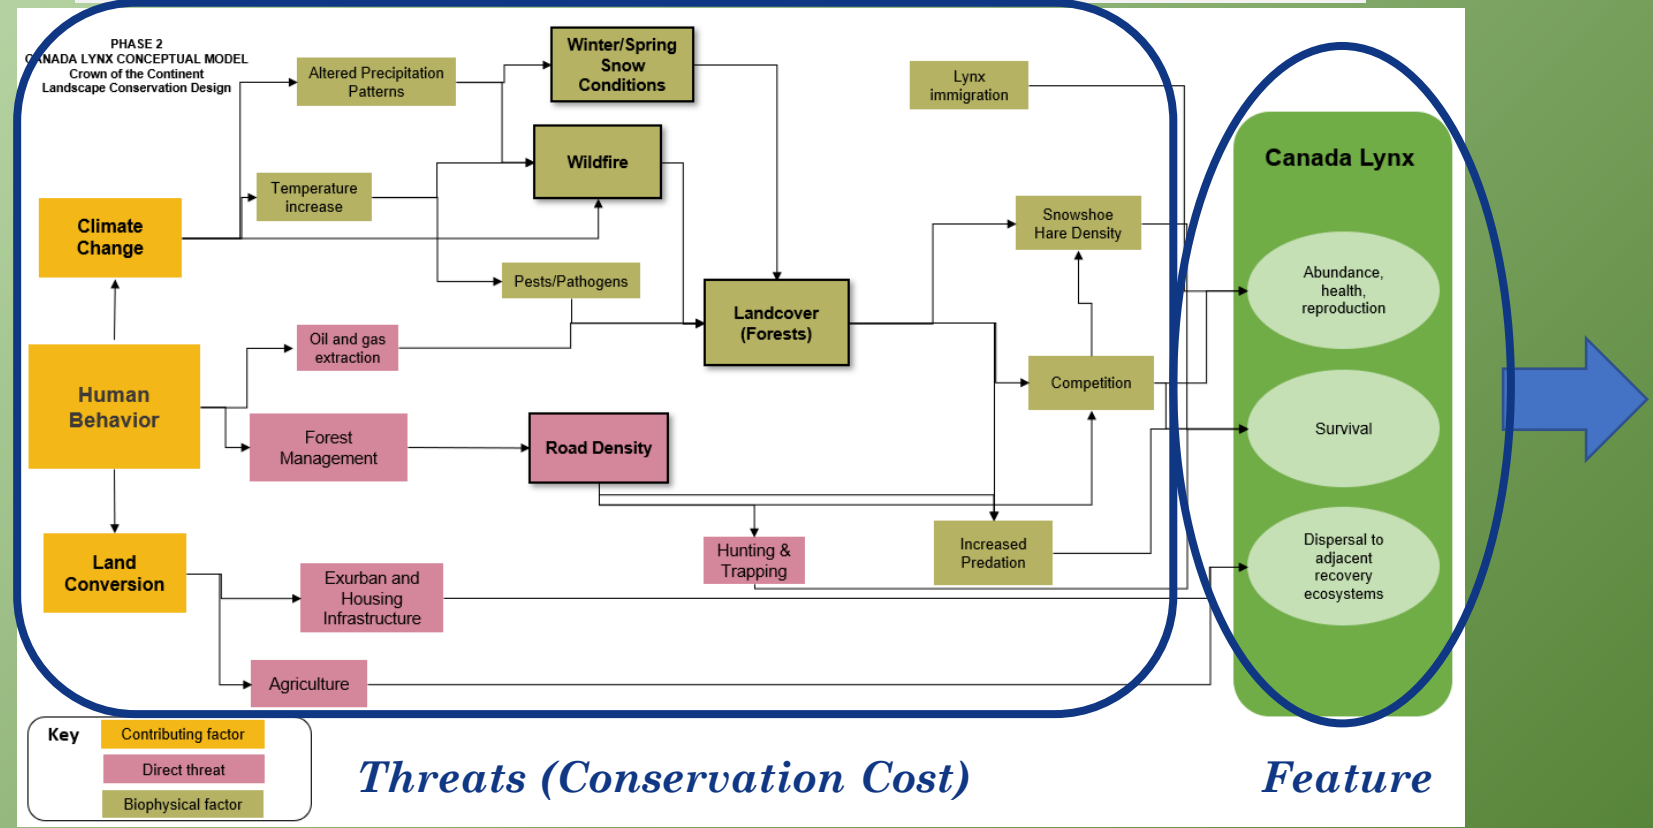 PHASE 2
CANADA LYNX CONCEPTUAL MODEL
Crown of the Continent
Landscape Conservation Design
Altered Precipitation
Patterns
Winter/Spring
Snow
Conditions
Lynx
immigration
Canada Lynx
Wildfire
Temperature
increase
Climate
Change
Snowshoe
Hare Density
Pests/Pathogens
Abundance,
health,
reproduction
Landcover
(Forests)
Oil and gas
extraction
Human
Behavior
Competition
Forest
Management
Road Density
Survival
Hunting &
Trapping
Increased
Predation
Dispersal to
adjacent
recovery
ecosystems
Land
Conversion
Exurban and
Housing
Infrastructure
Agriculture
Key
Contributing factor
Direct threat
Biophysical factor
Threats (Conservation Cost)
Feature